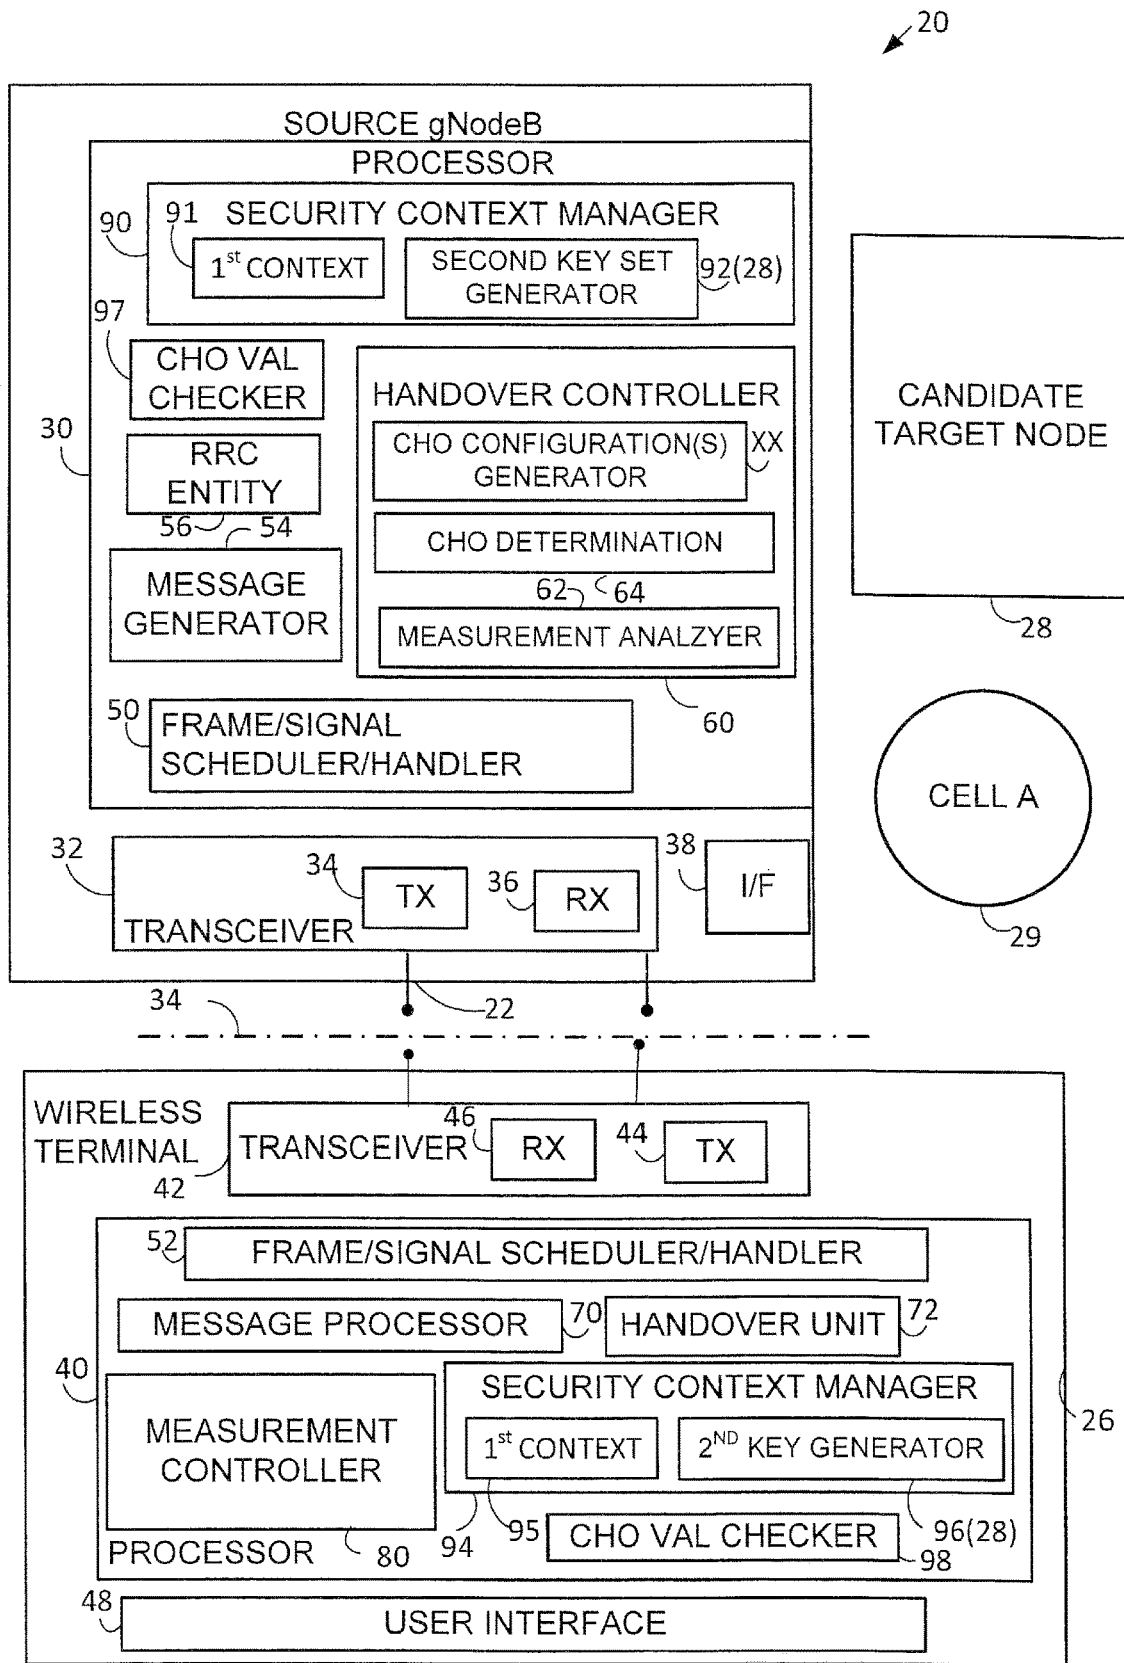 20
SOURCE gNodeB
PROCESSOR
90
91
SECURITY CONTEXT MANAGER
1st CONTEXT
SECOND KEY SET
GENERATOR
92(28)
97
CHO VAL
CHECKER
30
RRC
ENTITY
56
54
MESSAGE
GENERATOR
HANDOVER CONTROLLER
CHO CONFIGURATION(S)
GENERATOR
XX
CHO DETERMINATION
62
64
MEASUREMENT ANALZYER
60
50
FRAME/SIGNAL
SCHEDULER/HANDLER
CANDIDATE
TARGET NODE
28
CELL A
29
32
34
TX
36
RX
TRANSCEIVER
38
I/F
22
34
WIRELESS
TERMINAL
42
TRANSCEIVER
46
RX
44
TX
52
FRAME/SIGNAL SCHEDULER/HANDLER
MESSAGE PROCESSOR
70
HANDOVER UNIT
72
40
MEASUREMENT
CONTROLLER
80
PROCESSOR
SECURITY CONTEXT MANAGER
1st CONTEXT
2ND KEY GENERATOR
26
94
95
96(28)
CHO VAL CHECKER
98
48
USER INTERFACE